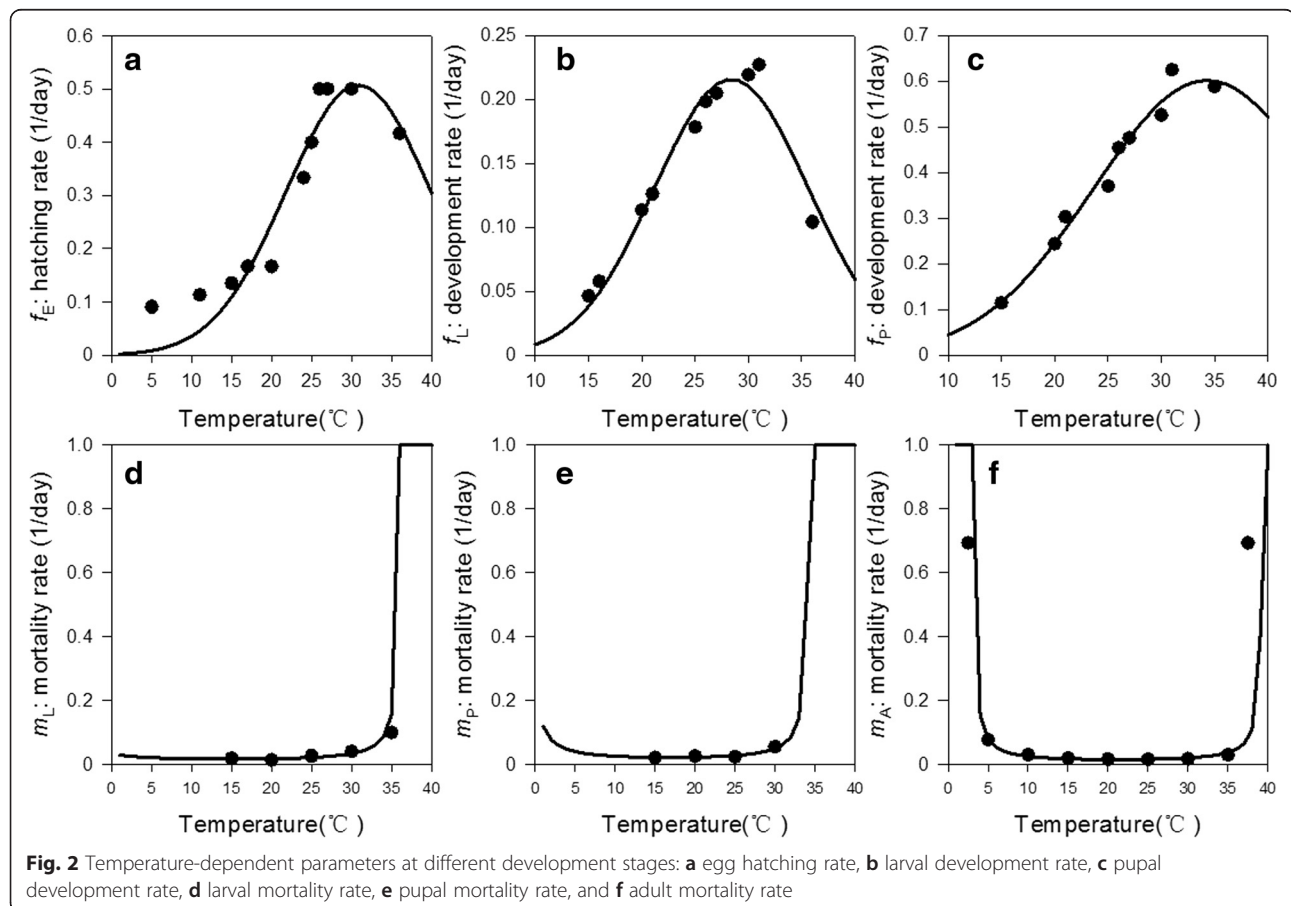 a
f_E: hatching rate (1/day)
0.6
0.5
0.4
0.3
0.2
0.1
0
0 5 10 15 20 25 30 35 40
Temperature(℃)
b
f_L: development rate (1/day)
0.25
0.20
0.15
0.10
0.05
0
10 15 20 25 30 35 40
Temperature(℃)
c
f_P: development rate (1/day)
0.7
0.6
0.5
0.4
0.3
0.2
0.1
0
10 15 20 25 30 35 40
Temperature(℃)
d
m_L: mortality rate (1/day)
1.0
0.8
0.6
0.4
0.2
0
0 5 10 15 20 25 30 35 40
Temperature(℃)
e
m_P: mortality rate (1/day)
1.0
0.8
0.6
0.4
0.2
0
0 5 10 15 20 25 30 35 40
Temperature(℃)
f
m_A: mortality rate (1/day)
1.0
0.8
0.6
0.4
0.2
0
0 5 10 15 20 25 30 35 40
Temperature(℃)
Fig. 2 Temperature-dependent parameters at different development stages: a egg hatching rate, b larval development rate, c pupal
development rate, d larval mortality rate, e pupal mortality rate, and f adult mortality rate